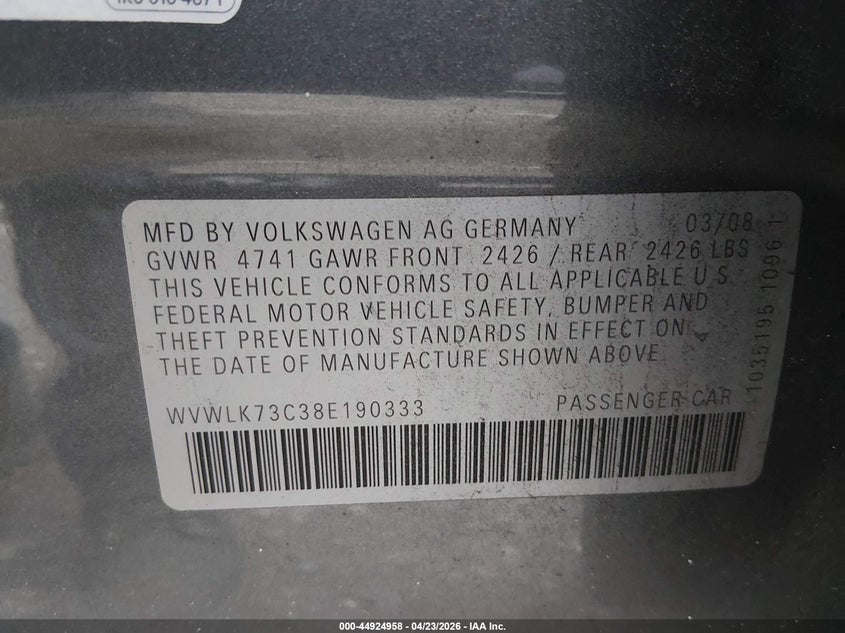 MFD BY VOLKSWAGEN AG GERMANY 03/08
GVWR 4741 GAWR FRONT 2426 / REAR 2426 LBS
THIS VEHICLE CONFORMS TO ALL APPLICABLE U.S.
FEDERAL MOTOR VEHICLE SAFETY, BUMPER AND
THEFT PREVENTION STANDARDS IN EFFECT ON
THE DATE OF MANUFACTURE SHOWN ABOVE
WVWLK73C38E190333 PASSENGER CAR
1035195 1096 1
000-44924958 - 04/23/2026 - IAA Inc.